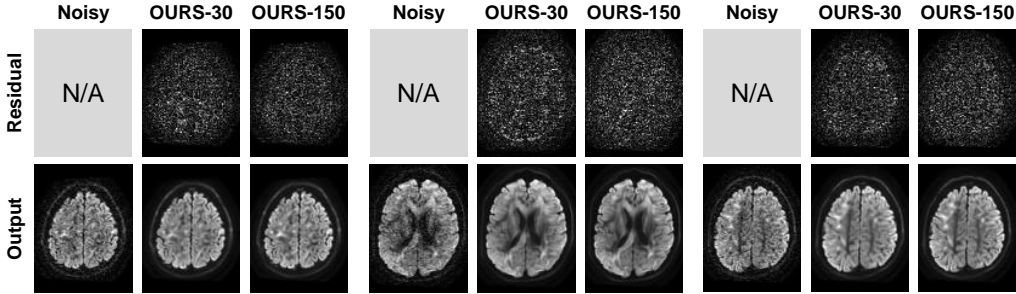 Noisy OURS-30 OURS-150 Noisy OURS-30 OURS-150 Noisy OURS-30 OURS-150
Residual N/A N/A N/A
Output